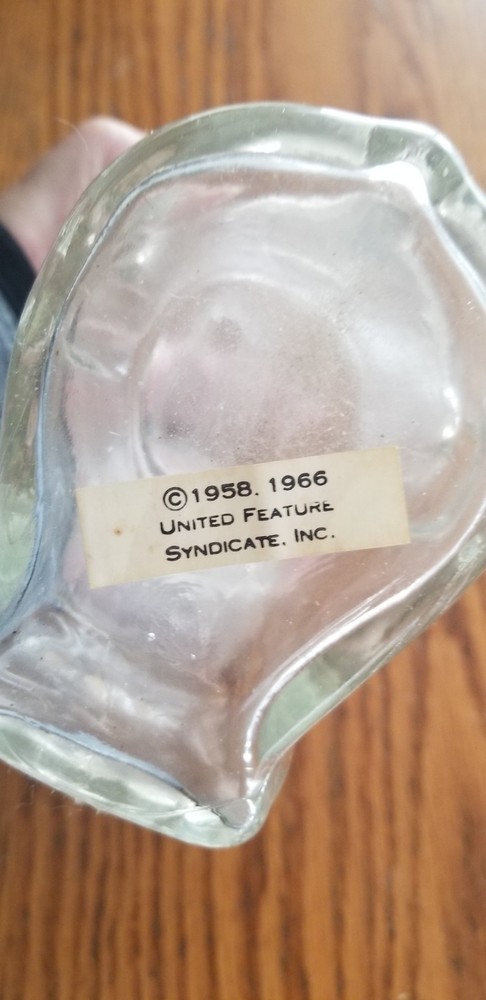 ©1958. 1966
UNITED FEATURE
SYNDICATE. INC.